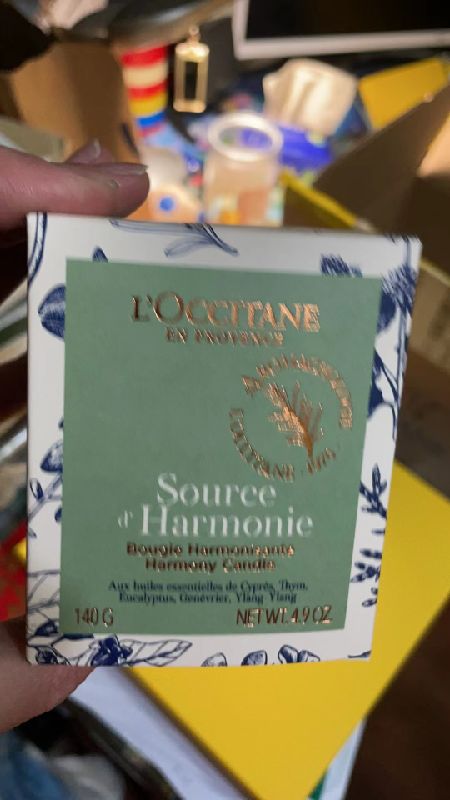 L'OCCITANE
EN PROVENCE
L'OCCITANE
Source
d'Harmonie
Bougie Harmonisante
Harmony Candle
Aux huiles essentielles de Cyprès, Thym,
Eucalyptus, Genévrier, Ylang-Ylang
140 G
NET WT. 4.9 OZ